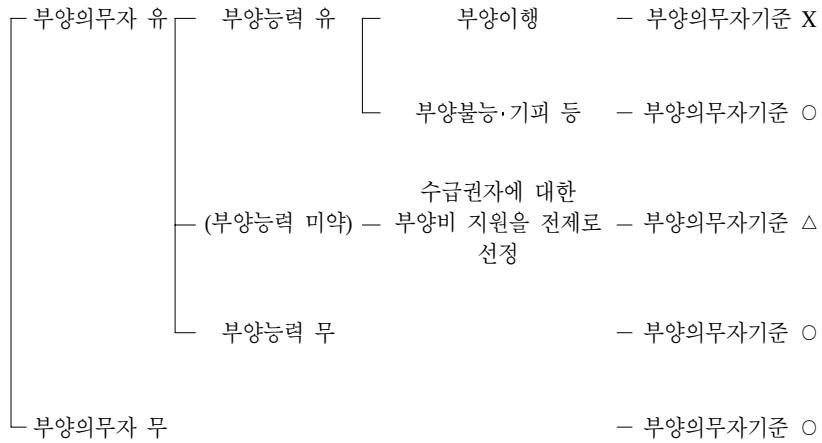 부양의무자 유 부양능력 유 부양이행 - 부양의무자기준 X
부양불능·기피 등 - 부양의무자기준 ○
수급권자에 대한
(부양능력 미약) - 부양비 지원을 전제로 - 부양의무자기준 △
선정
부양능력 무 - 부양의무자기준 ○
부양의무자 무 - 부양의무자기준 ○